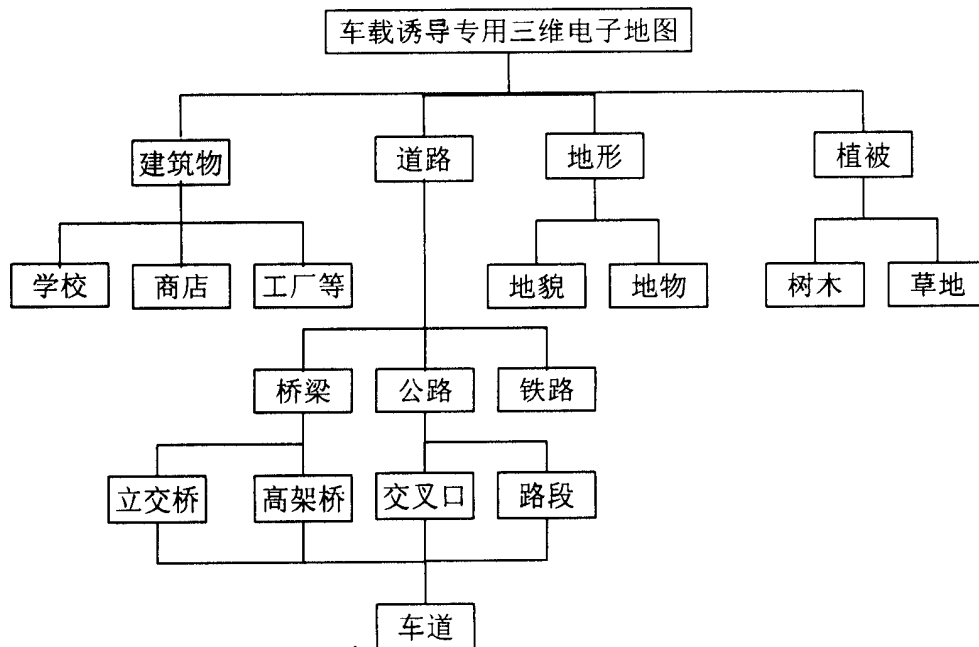 车载诱导专用三维电子地图
建筑物 道路 地形 植被
学校 商店 工厂等 地貌 地物 树木 草地
桥梁 公路 铁路
立交桥 高架桥 交叉口 路段
车道